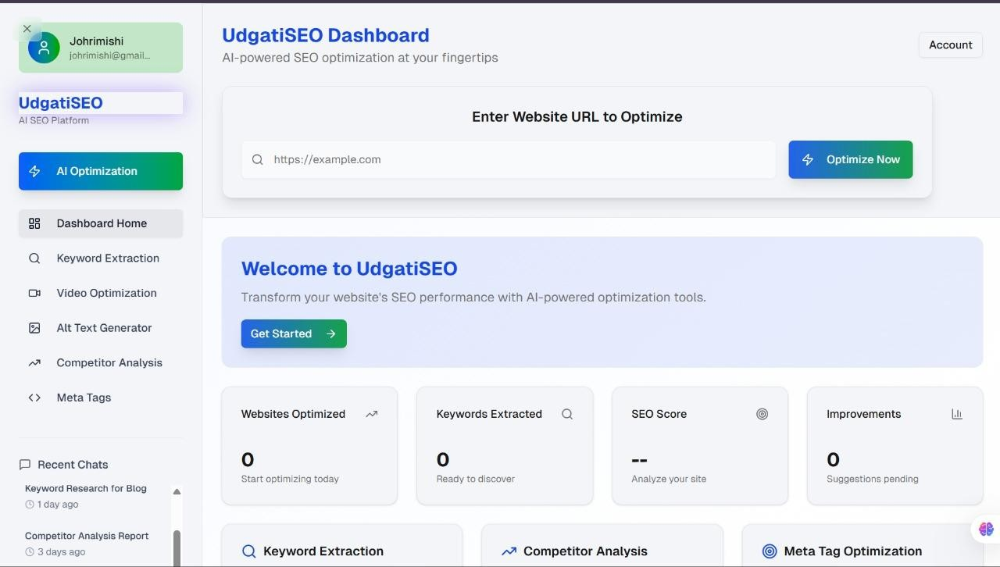 Johrimishi
johrimishi@gmail...
UdgatiSEO
AI SEO Platform
AI Optimization
Dashboard Home
Keyword Extraction
Video Optimization
Alt Text Generator
Competitor Analysis
Meta Tags
Recent Chats
Keyword Research for Blog
1 day ago
Competitor Analysis Report
3 days ago
UdgatiSEO Dashboard
AI-powered SEO optimization at your fingertips
Account
Enter Website URL to Optimize
https://example.com
Optimize Now
Welcome to UdgatiSEO
Transform your website's SEO performance with AI-powered optimization tools.
Get Started
Websites Optimized
0
Start optimizing today
Keywords Extracted
0
Ready to discover
SEO Score
--
Analyze your site
Improvements
0
Suggestions pending
Keyword Extraction
Competitor Analysis
Meta Tag Optimization